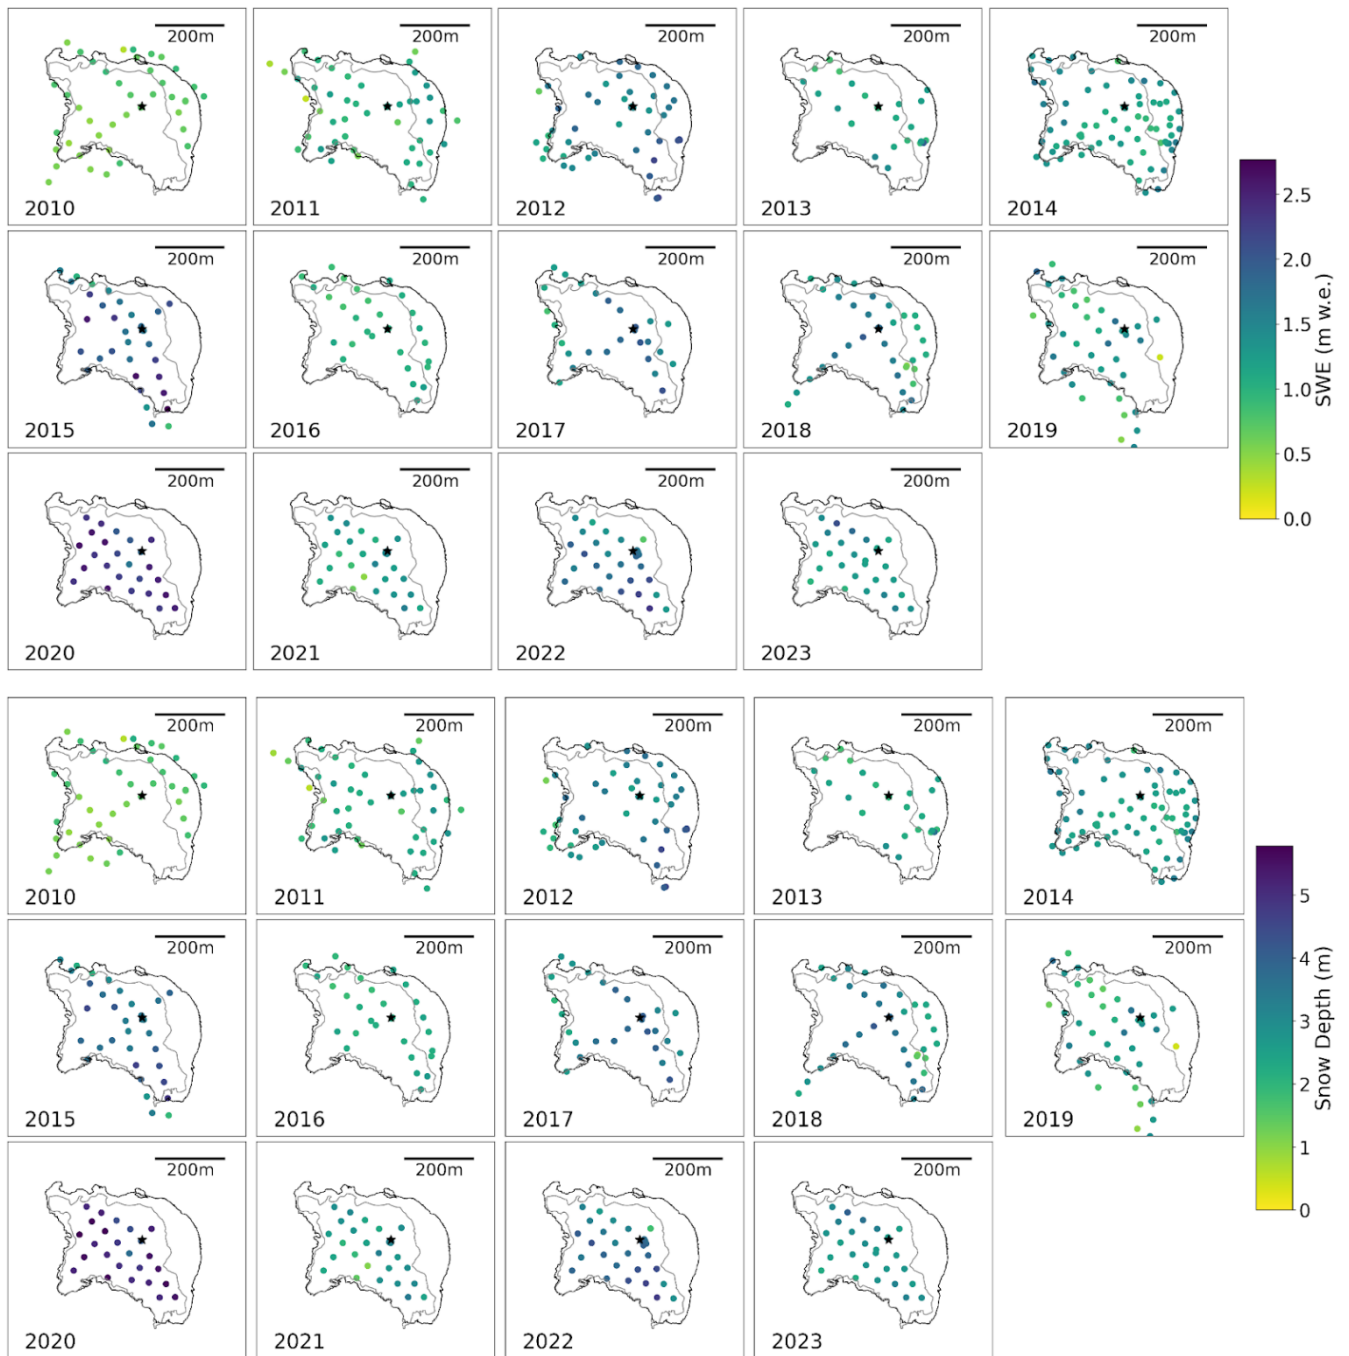 200m 200m 200m 200m 200m
2010 2011 2012 2013 2014
200m 200m 200m 200m 200m
2015 2016 2017 2018 2019
200m 200m 200m 200m
2020 2021 2022 2023
2.5
2.0
1.5
1.0
0.5
0.0
SWE (m w.e.)
200m 200m 200m 200m 200m
2010 2011 2012 2013 2014
200m 200m 200m 200m 200m
2015 2016 2017 2018 2019
200m 200m 200m 200m
2020 2021 2022 2023
5
4
3
2
1
0
Snow Depth (m)